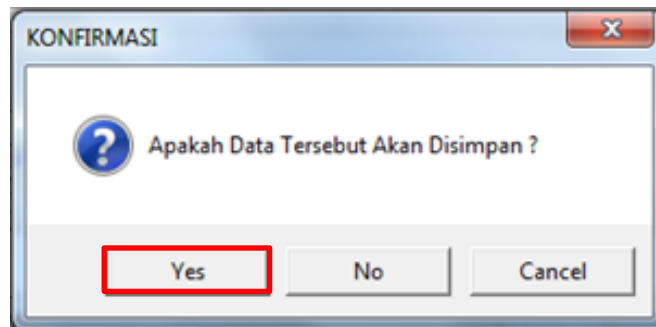 KONFIRMASI
Apakah Data Tersebut Akan Disimpan ?
Yes No Cancel